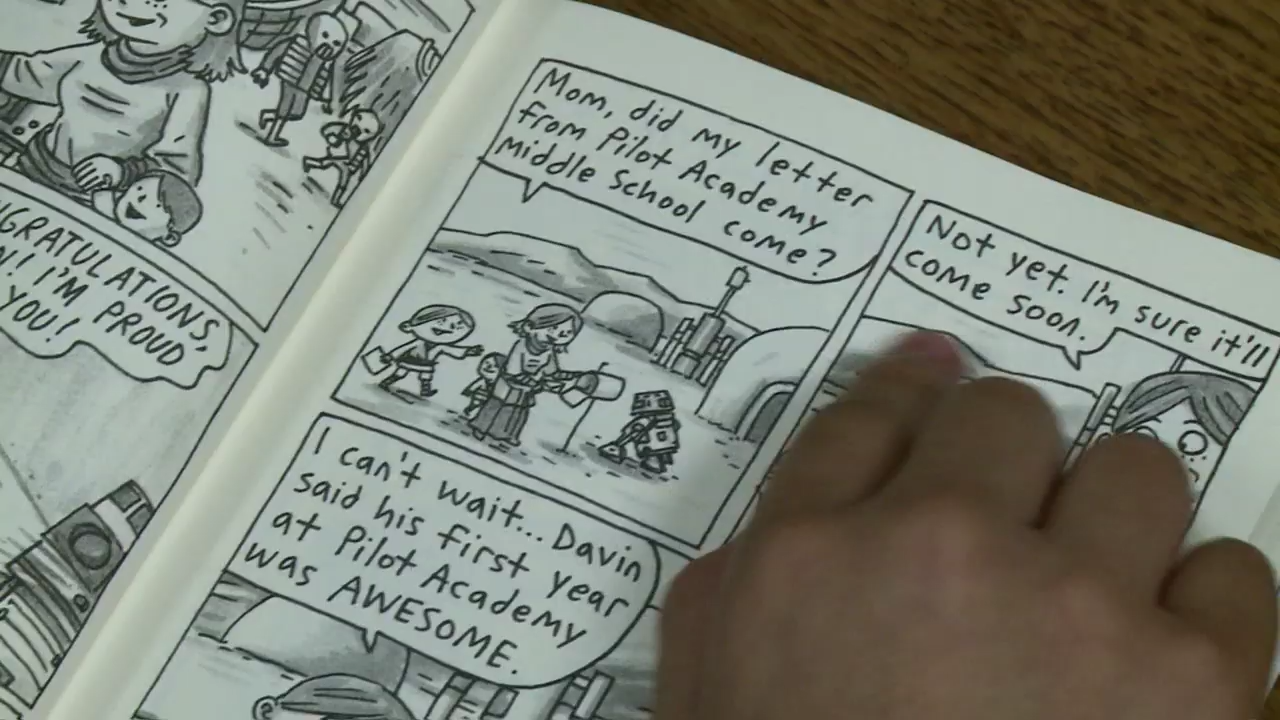 PROUD
YOU!
Mom, did my letter
from Pilot Academy
Middle School come?
Not yet. I'm sure it'll
come soon.
I can't wait... Davin
said his first year
at Pilot Academy
was AWESOME.